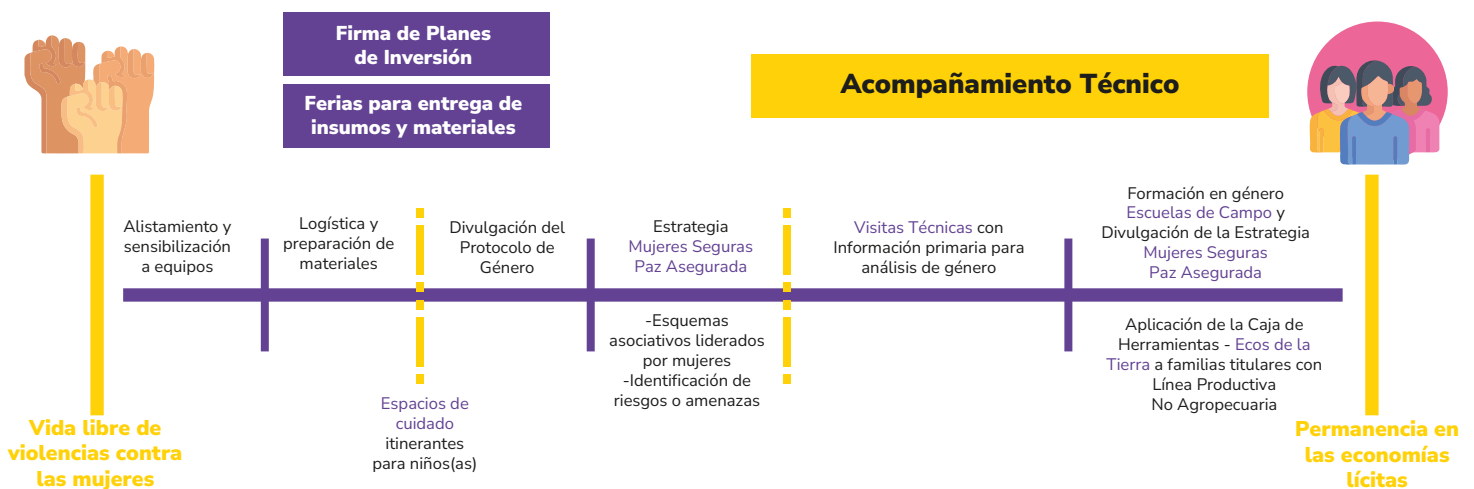 Firma de Planes
de Inversión
Ferias para entrega de
insumos y materiales
Acompañamiento Técnico
Alistamiento y
sensibilización
a equipos
Logística y
preparación de
materiales
Divulgación del
Protocolo de
Género
Estrategia
Mujeres Seguras
Paz Asegurada
Visitas Técnicas con
Información primaria para
análisis de género
Formación en género
Escuelas de Campo y
Divulgación de la Estrategia
Mujeres Seguras
Paz Asegurada
Espacios de
cuidado
itinerantes
para niños(as)
-Esquemas
asociativos liderados
por mujeres
-Identificación de
riesgos o amenazas
Aplicación de la Caja de
Herramientas - Ecos de la
Tierra a familias titulares con
Línea Productiva
No Agropecuaria
Vida libre de
violencias contra
las mujeres
Permanencia en
las economías
lícitas